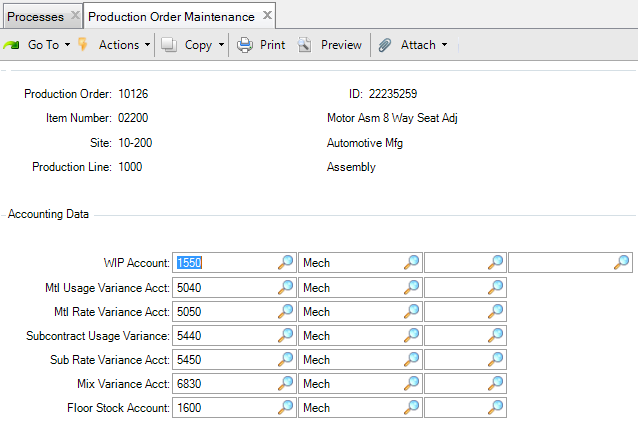 Processes Production Order Maintenance
Go To Actions Copy Print Preview Attach
Production Order: 10126 ID: 22235259
Item Number: 02200 Motor Asm 8 Way Seat Adj
Site: 10-200 Automotive Mfg
Production Line: 1000 Assembly
Accounting Data
WIP Account: 1550 Mech
Mtl Usage Variance Acct: 5040 Mech
Mtl Rate Variance Acct: 5050 Mech
Subcontract Usage Variance: 5440 Mech
Sub Rate Variance Acct: 5450 Mech
Mix Variance Acct: 6830 Mech
Floor Stock Account: 1600 Mech